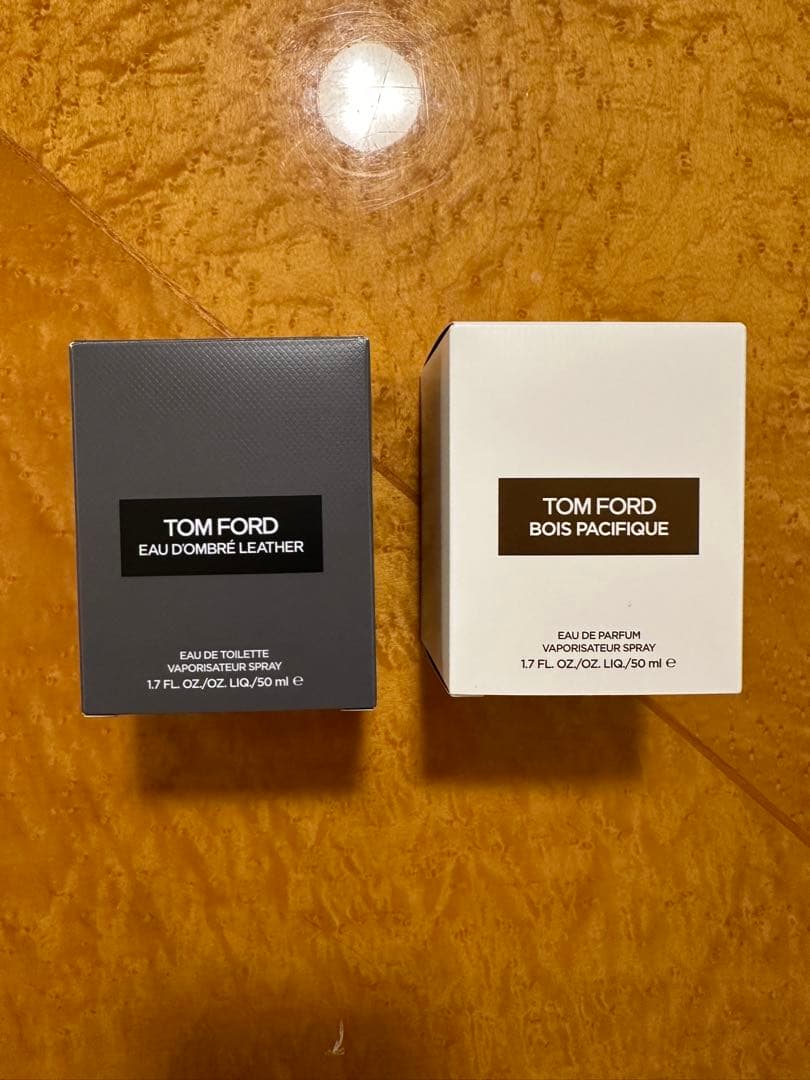 TOM FORD
EAU D'OMBRÉ LEATHER
EAU DE TOILETTE
VAPORISATEUR SPRAY
1.7 FL. OZ./OZ. LIQ./50 ml ℮
TOM FORD
BOIS PACIFIQUE
EAU DE PARFUM
VAPORISATEUR SPRAY
1.7 FL. OZ./OZ. LIQ./50 ml ℮